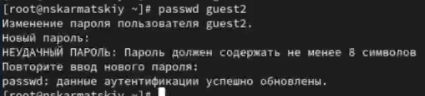 [root@nskarmatskiy ~]# passwd guest2
Изменение пароля пользователя guest2.
Новый пароль:
НЕУДАЧНЫЙ ПАРОЛЬ: Пароль должен содержать не менее 8 символов
Повторите ввод нового пароля:
passwd: данные аутентификации успешно обновлены.
[root@nskarmatskiy ~]#